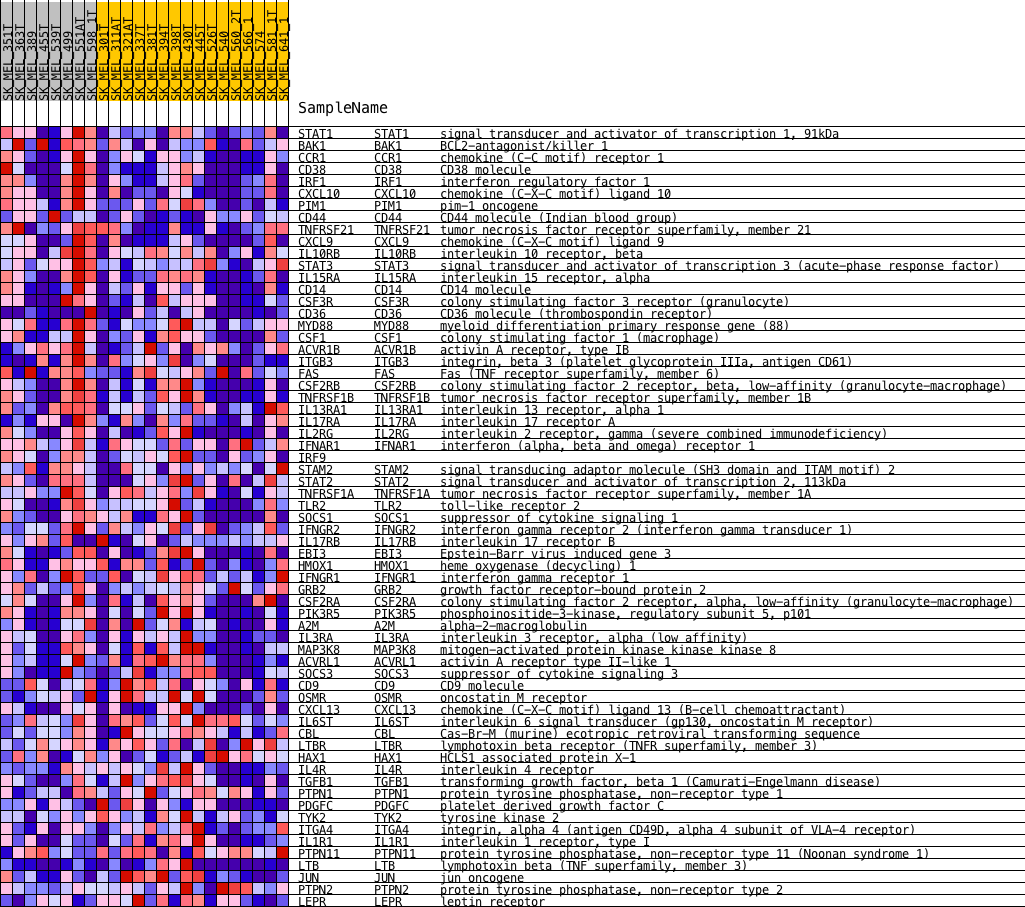 SK_MEL_351T
SK_MEL_363T
SK_MEL_389
SK_MEL_455T
SK_MEL_539T
SK_MEL_499
SK_MEL_551AT
SK_MEL_598_1T
SK_MEL_301T
SK_MEL_311AT
SK_MEL_321AT
SK_MEL_337T
SK_MEL_381T
SK_MEL_394T
SK_MEL_398T
SK_MEL_430T
SK_MEL_445T
SK_MEL_526T
SK_MEL_540
SK_MEL_560_2T
SK_MEL_566_1
SK_MEL_574
SK_MEL_581_1T
SK_MEL_641_1
SampleName
STAT1 STAT1 signal transducer and activator of transcription 1, 91kDa
BAK1 BAK1 BCL2-antagonist/killer 1
CCR1 CCR1 chemokine (C-C motif) receptor 1
CD38 CD38 CD38 molecule
IRF1 IRF1 interferon regulatory factor 1
CXCL10 CXCL10 chemokine (C-X-C motif) ligand 10
PIM1 PIM1 pim-1 oncogene
CD44 CD44 CD44 molecule (Indian blood group)
TNFRSF21 TNFRSF21 tumor necrosis factor receptor superfamily, member 21
CXCL9 CXCL9 chemokine (C-X-C motif) ligand 9
IL10RB IL10RB interleukin 10 receptor, beta
STAT3 STAT3 signal transducer and activator of transcription 3 (acute-phase response factor)
IL15RA IL15RA interleukin 15 receptor, alpha
CD14 CD14 CD14 molecule
CSF3R CSF3R colony stimulating factor 3 receptor (granulocyte)
CD36 CD36 CD36 molecule (thrombospondin receptor)
MYD88 MYD88 myeloid differentiation primary response gene (88)
CSF1 CSF1 colony stimulating factor 1 (macrophage)
ACVR1B ACVR1B activin A receptor, type IB
ITGB3 ITGB3 integrin, beta 3 (platelet glycoprotein IIIa, antigen CD61)
FAS FAS Fas (TNF receptor superfamily, member 6)
CSF2RB CSF2RB colony stimulating factor 2 receptor, beta, low-affinity (granulocyte-macrophage)
TNFRSF1B TNFRSF1B tumor necrosis factor receptor superfamily, member 1B
IL13RA1 IL13RA1 interleukin 13 receptor, alpha 1
IL17RA IL17RA interleukin 17 receptor A
IL2RG IL2RG interleukin 2 receptor, gamma (severe combined immunodeficiency)
IFNAR1 IFNAR1 interferon (alpha, beta and omega) receptor 1
IRF9
STAM2 STAM2 signal transducing adaptor molecule (SH3 domain and ITAM motif) 2
STAT2 STAT2 signal transducer and activator of transcription 2, 113kDa
TNFRSF1A TNFRSF1A tumor necrosis factor receptor superfamily, member 1A
TLR2 TLR2 toll-like receptor 2
SOCS1 SOCS1 suppressor of cytokine signaling 1
IFNGR2 IFNGR2 interferon gamma receptor 2 (interferon gamma transducer 1)
IL17RB IL17RB interleukin 17 receptor B
EBI3 EBI3 Epstein-Barr virus induced gene 3
HMOX1 HMOX1 heme oxygenase (decycling) 1
IFNGR1 IFNGR1 interferon gamma receptor 1
GRB2 GRB2 growth factor receptor-bound protein 2
CSF2RA CSF2RA colony stimulating factor 2 receptor, alpha, low-affinity (granulocyte-macrophage)
PIK3R5 PIK3R5 phosphoinositide-3-kinase, regulatory subunit 5, p101
A2M A2M alpha-2-macroglobulin
IL3RA IL3RA interleukin 3 receptor, alpha (low affinity)
MAP3K8 MAP3K8 mitogen-activated protein kinase kinase kinase 8
ACVRL1 ACVRL1 activin A receptor type II-like 1
SOCS3 SOCS3 suppressor of cytokine signaling 3
CD9 CD9 CD9 molecule
OSMR OSMR oncostatin M receptor
CXCL13 CXCL13 chemokine (C-X-C motif) ligand 13 (B-cell chemoattractant)
IL6ST IL6ST interleukin 6 signal transducer (gp130, oncostatin M receptor)
CBL CBL Cas-Br-M (murine) ecotropic retroviral transforming sequence
LTBR LTBR lymphotoxin beta receptor (TNFR superfamily, member 3)
HAX1 HAX1 HCLS1 associated protein X-1
IL4R IL4R interleukin 4 receptor
TGFB1 TGFB1 transforming growth factor, beta 1 (Camurati-Engelmann disease)
PTPN1 PTPN1 protein tyrosine phosphatase, non-receptor type 1
PDGFC PDGFC platelet derived growth factor C
TYK2 TYK2 tyrosine kinase 2
ITGA4 ITGA4 integrin, alpha 4 (antigen CD49D, alpha 4 subunit of VLA-4 receptor)
IL1R1 IL1R1 interleukin 1 receptor, type I
PTPN11 PTPN11 protein tyrosine phosphatase, non-receptor type 11 (Noonan syndrome 1)
LTB LTB lymphotoxin beta (TNF superfamily, member 3)
JUN JUN jun oncogene
PTPN2 PTPN2 protein tyrosine phosphatase, non-receptor type 2
LEPR LEPR leptin receptor